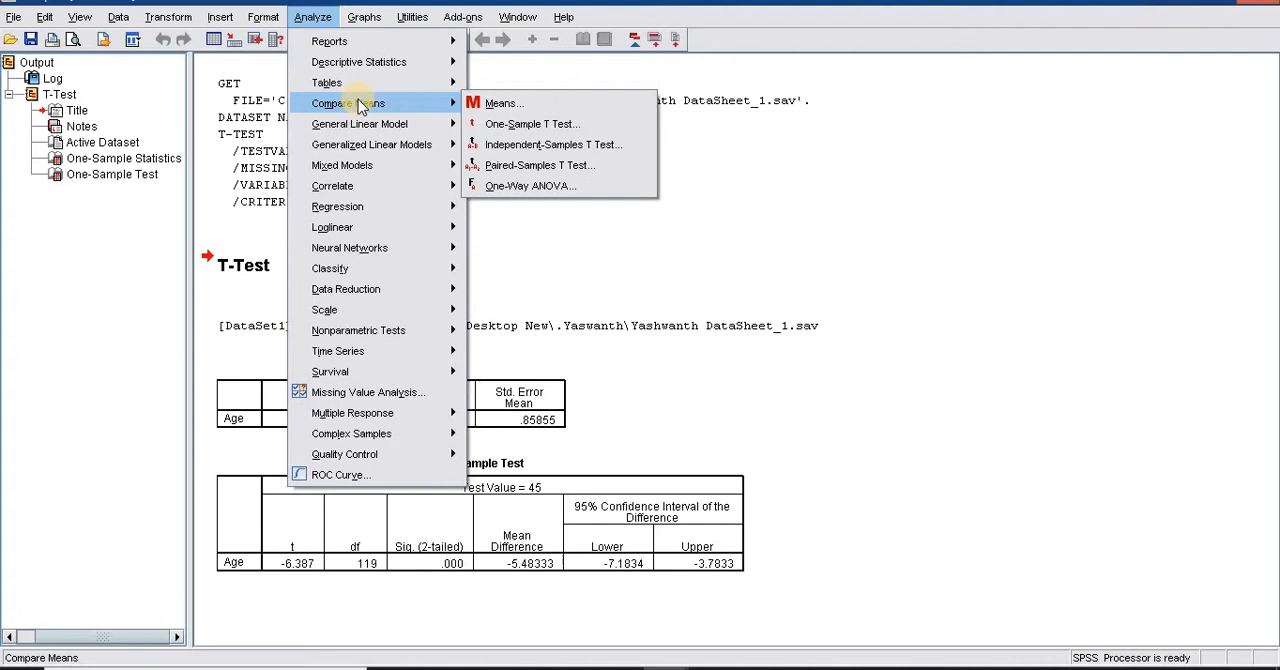 File Edit View Data Transform Insert Format Analyze Graphs Utilities Add-ons Window Help
Output
Log
T-Test
Title
Notes
Active Dataset
One-Sample Statistics
One-Sample Test
Reports
Descriptive Statistics
Tables
Compare Means
General Linear Model
Generalized Linear Models
Mixed Models
Correlate
Regression
Loglinear
Neural Networks
Classify
Data Reduction
Scale
Nonparametric Tests
Time Series
Survival
Missing Value Analysis...
Multiple Response
Complex Samples
Quality Control
ROC Curve...
M Means...
One-Sample T Test...
Independent-Samples T Test...
Paired-Samples T Test...
One-Way ANOVA...
GET
FILE='C DataSheet_1.sav'.
DATASET
T-TEST
/TESTVA
/MISSIN
/VARIAB
/CRITER
T-Test
[DataSet1] Desktop New\.Yaswanth\Yashwanth DataSheet_1.sav
Std. Error
Mean
Age .85855
ample Test
Test Value = 45
95% Confidence Interval of the
Difference
t df Sig. (2-tailed) Mean
Difference Lower Upper
Age -6.387 119 .000 -5.48333 -7.1834 -3.7833
Compare Means SPSS Processor is ready